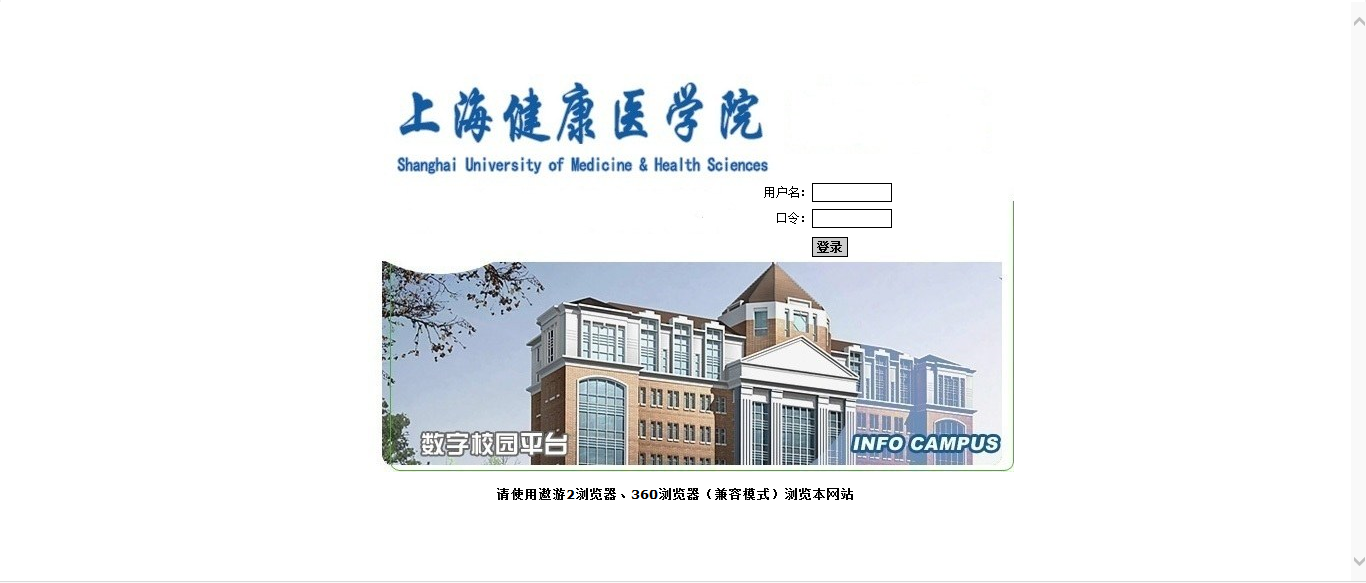 上海健康医学院
Shanghai University of Medicine & Health Sciences
用户名：
口令：
登录
数字校园平台
INFO CAMPUS
请使用遨游2浏览器、360浏览器（兼容模式）浏览本网站